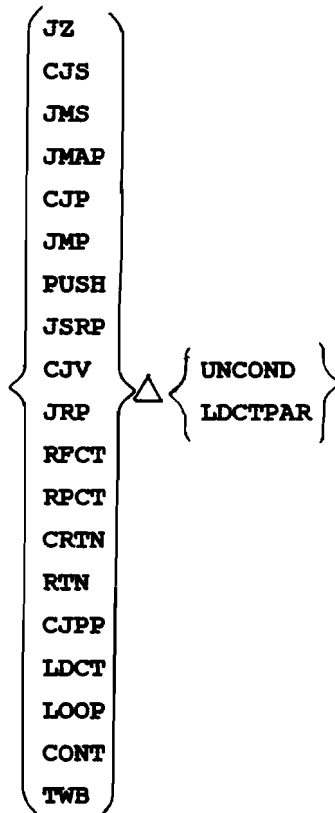 JZ
CJS
JMS
JMAP
CJP
JMP
PUSH
JSRP
CJV
JRP
RFCT
RPCT
CRTN
RTN
CJPP
LDCT
LOOP
CONT
TWB
△
UNCOND
LDCTPAR